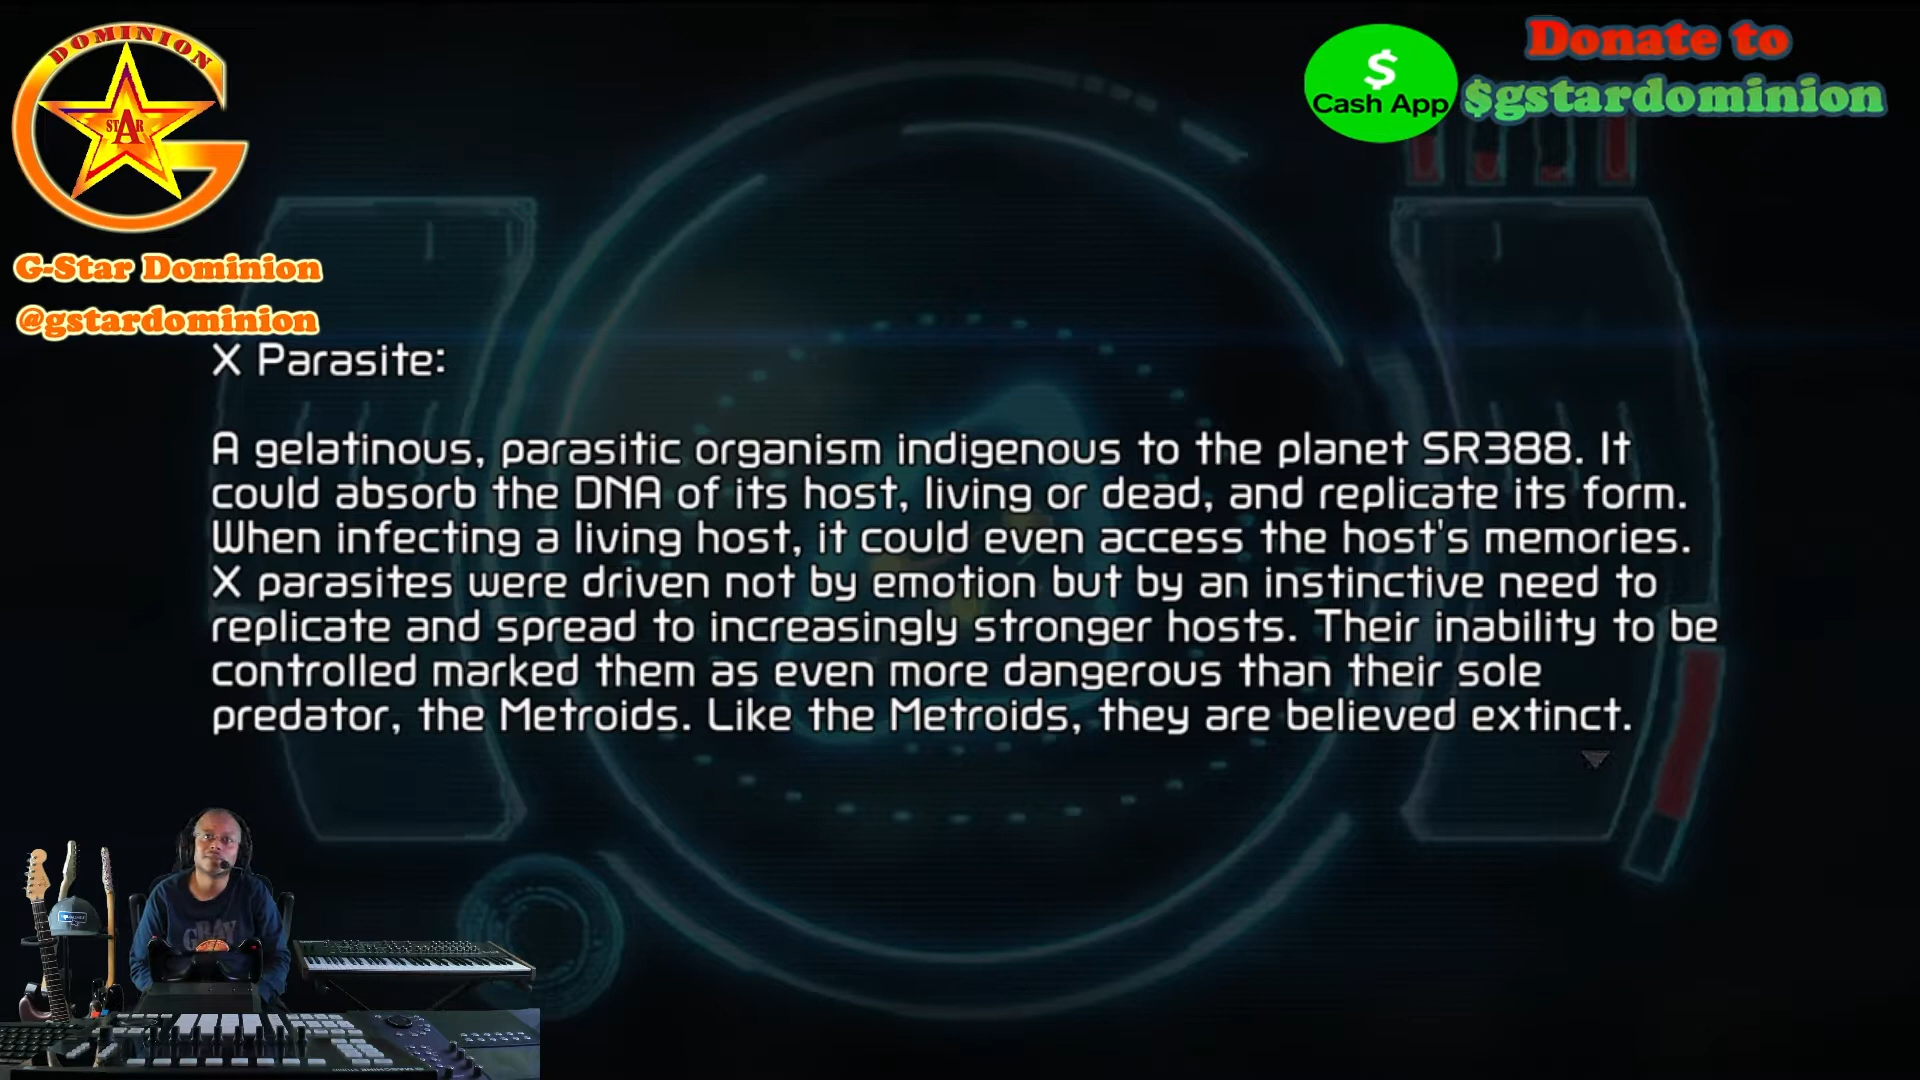 DOMINION
STAR
G-Star Dominion
@gstardominion
$
Cash App
Donate to
$gstardominion
X Parasite:
A gelatinous, parasitic organism indigenous to the planet SR388. It
could absorb the DNA of its host, living or dead, and replicate its form.
When infecting a living host, it could even access the host's memories.
X parasites were driven not by emotion but by an instinctive need to
replicate and spread to increasingly stronger hosts. Their inability to be
controlled marked them as even more dangerous than their sole
predator, the Metroids. Like the Metroids, they are believed extinct.